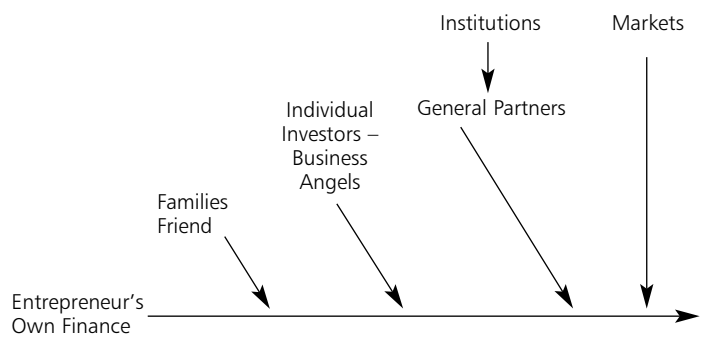 Institutions
Markets
General Partners
Individual
Investors –
Business
Angels
Families
Friend
Entrepreneur's
Own Finance